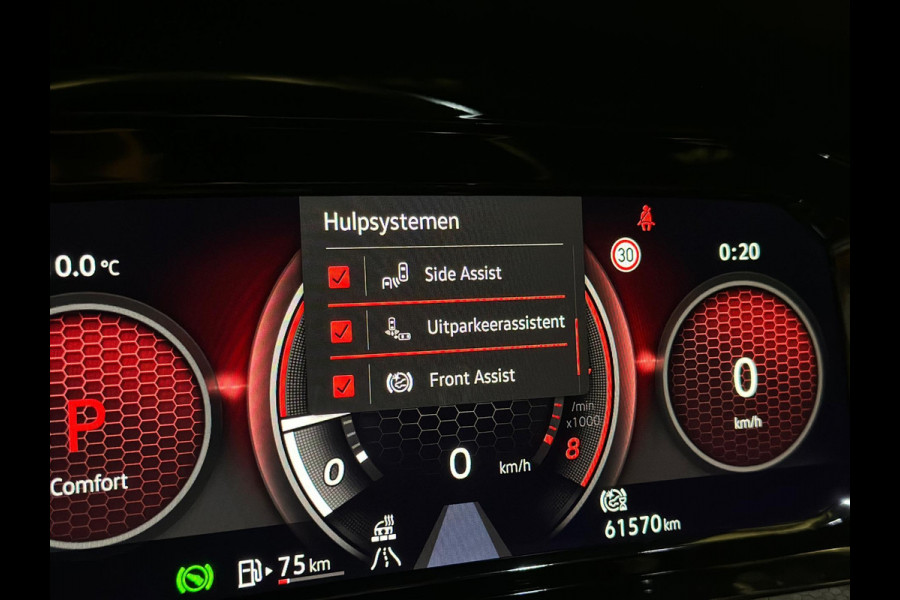 Hulpsystemen
0.0 °C
30
0:20
Side Assist
Uitparkeerassistent
Front Assist
P
Comfort
0
km/h
/min
x1000
8
0
0 km/h
61570 km
75 km